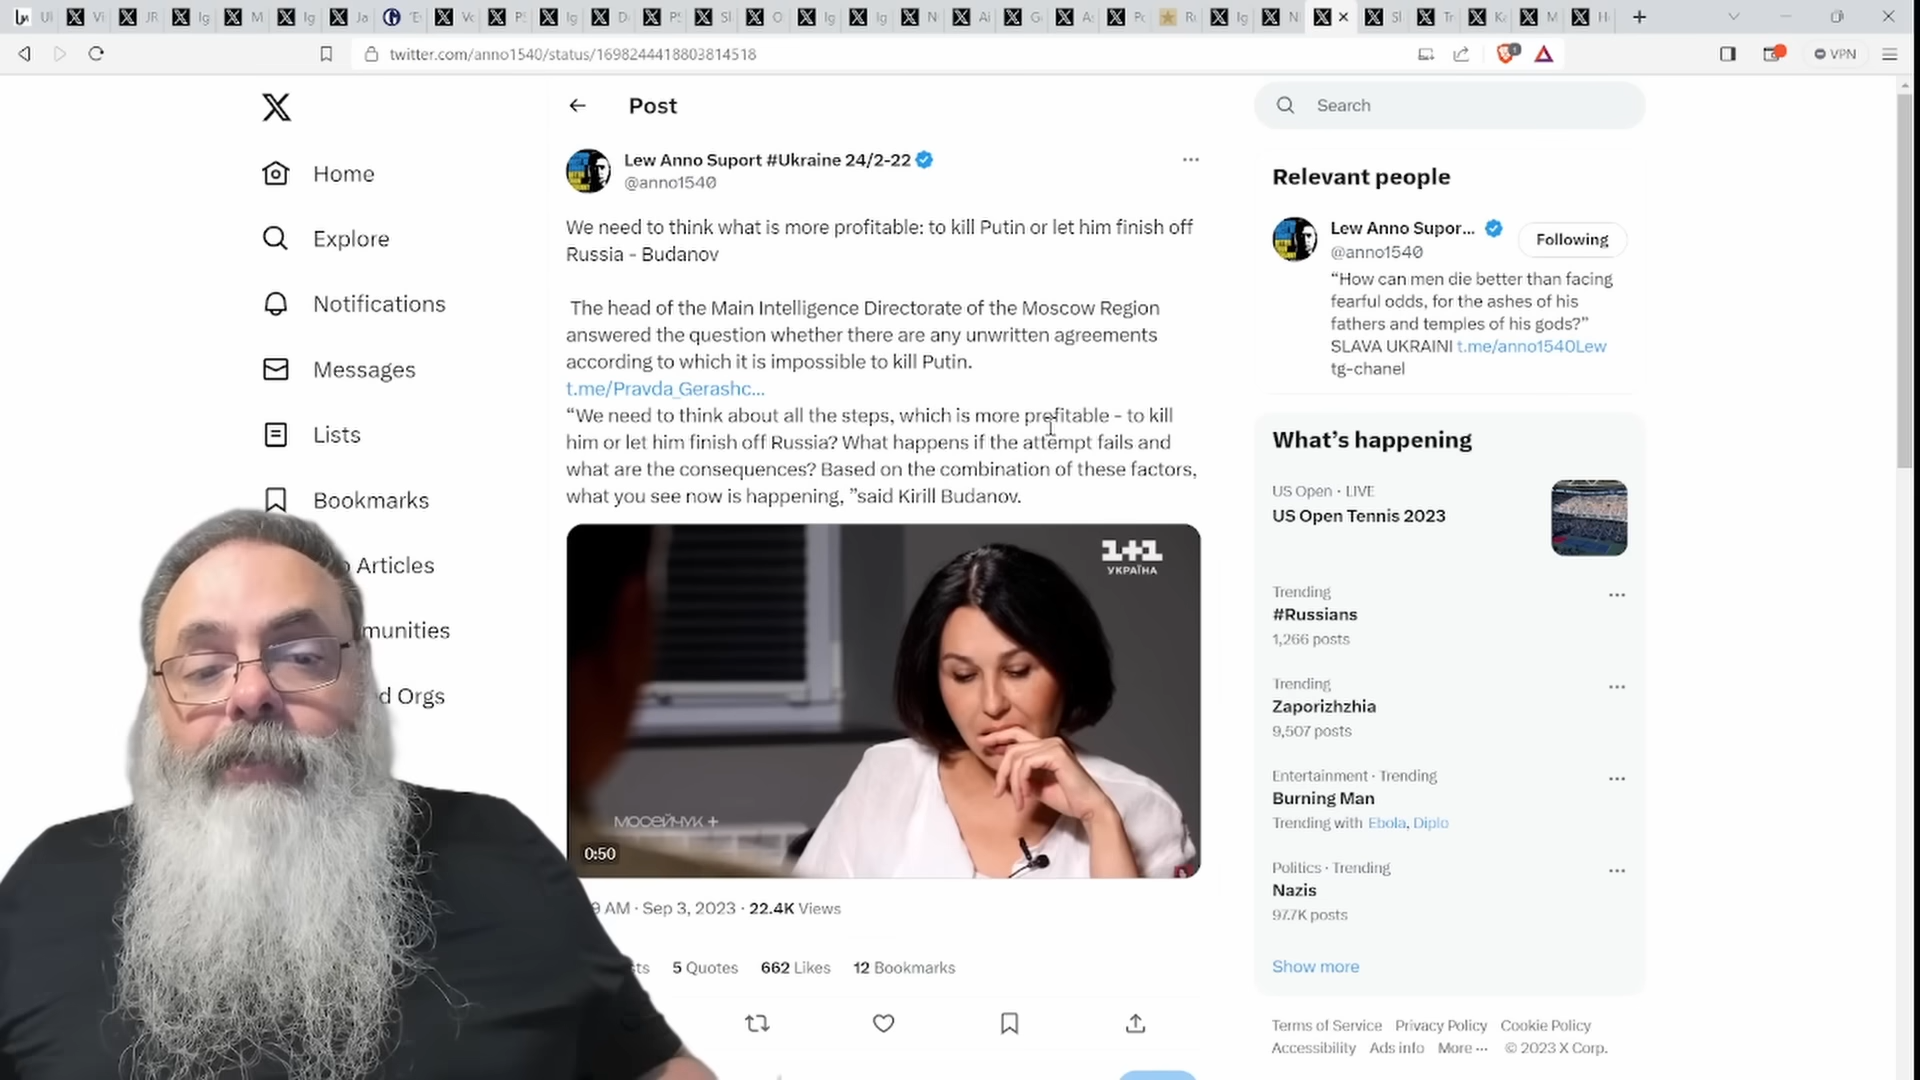 twitter.com/anno1540/status/1698244418803814518
VPN
Post
Search
Home
Explore
Notifications
Messages
Lists
Bookmarks
Articles
munities
d Orgs
Lew Anno Suport #Ukraine 24/2-22
@anno1540
We need to think what is more profitable: to kill Putin or let him finish off
Russia - Budanov
The head of the Main Intelligence Directorate of the Moscow Region
answered the question whether there are any unwritten agreements
according to which it is impossible to kill Putin.
t.me/Pravda_Gerashc...
“We need to think about all the steps, which is more profitable - to kill
him or let him finish off Russia? What happens if the attempt fails and
what are the consequences? Based on the combination of these factors,
what you see now is happening, ”said Kirill Budanov.
1+1
УКРАЇНА
МОСЕЙЧУК +
0:50
9 AM · Sep 3, 2023 · 22.4K Views
sts 5 Quotes 662 Likes 12 Bookmarks
Relevant people
Lew Anno Supor...
@anno1540
Following
“How can men die better than facing
fearful odds, for the ashes of his
fathers and temples of his gods?”
SLAVA UKRAINI t.me/anno1540Lew
tg-chanel
What’s happening
US Open · LIVE
US Open Tennis 2023
Trending
#Russians
1,266 posts
Trending
Zaporizhzhia
9,507 posts
Entertainment · Trending
Burning Man
Trending with Ebola, Diplo
Politics · Trending
Nazis
97.7K posts
Show more
Terms of Service Privacy Policy Cookie Policy
Accessibility Ads info More ··· © 2023 X Corp.